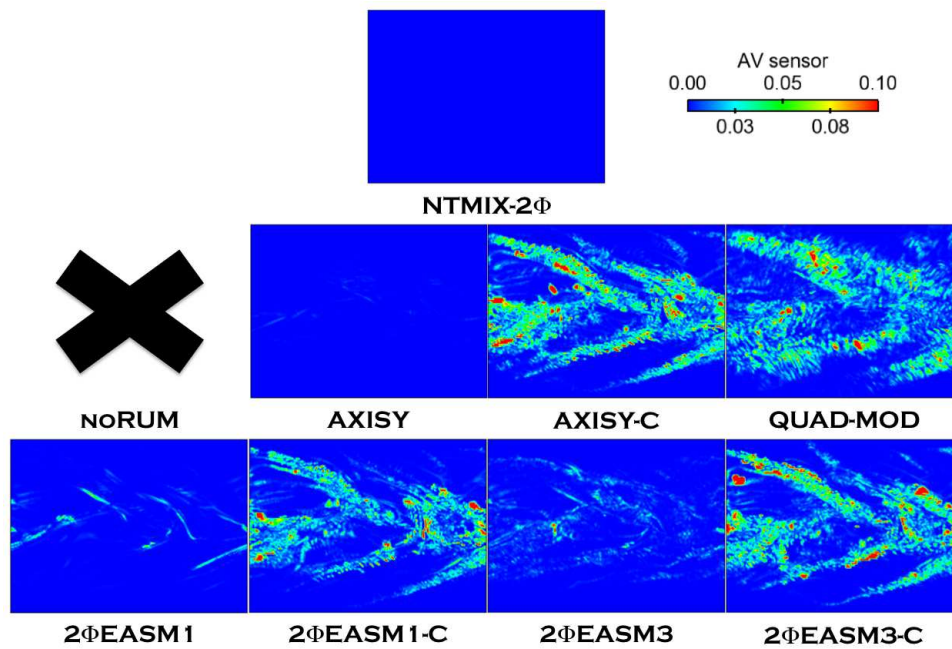 AV sensor
0.00 0.05 0.10
0.03 0.08
NTMIX-2Φ
NORUM AXISY AXISY-C QUAD-MOD
2ΦEASM1 2ΦEASM1-C 2ΦEASM3 2ΦEASM3-C